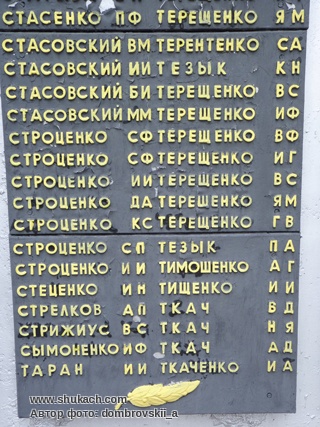 СТАСЕНКО ПФ ТЕРЕЩЕНКО ЯМ
СТАСОВСКИЙ ВМ ТЕРЕНТЕНКО СА
СТАСОВСКИЙ ИИ ТЕЗЫК КН
СТАСОВСКИЙ БИ ТЕРЕЩЕНКО ВС
СТАСОВСКИЙ ММ ТЕРЕЩЕНКО ИФ
СТРОЦЕНКО СФ ТЕРЕЩЕНКО ВФ
СТРОЦЕНКО СФ ТЕРЕЩЕНКО ИГ
СТРОЦЕНКО ИИ ТЕРЕЩЕНКО ВС
СТРОЦЕНКО ДА ТЕРЕШЕНКО ЯМ
СТРОЦЕНКО КС ТЕРЕЩЕНКО ГВ
СТРОЦЕНКО СП ТЕЗЫК ПА
СТРОЦЕНКО ИИ ТИМОШЕНКО АГ
СТЕЦЕНКО ИН ТИЩЕНКО ИИ
СТРЕЛКОВ АП ТКАЧ ВД
СТРИЖИУС ВС ТКАЧ НЯ
СЫМОНЕНКО ИФ ТКАЧ АД
ТАРАН ИИ ТКАЧЕНКО ИА
www.shukach.com
Автор фото: dombrovskii_a